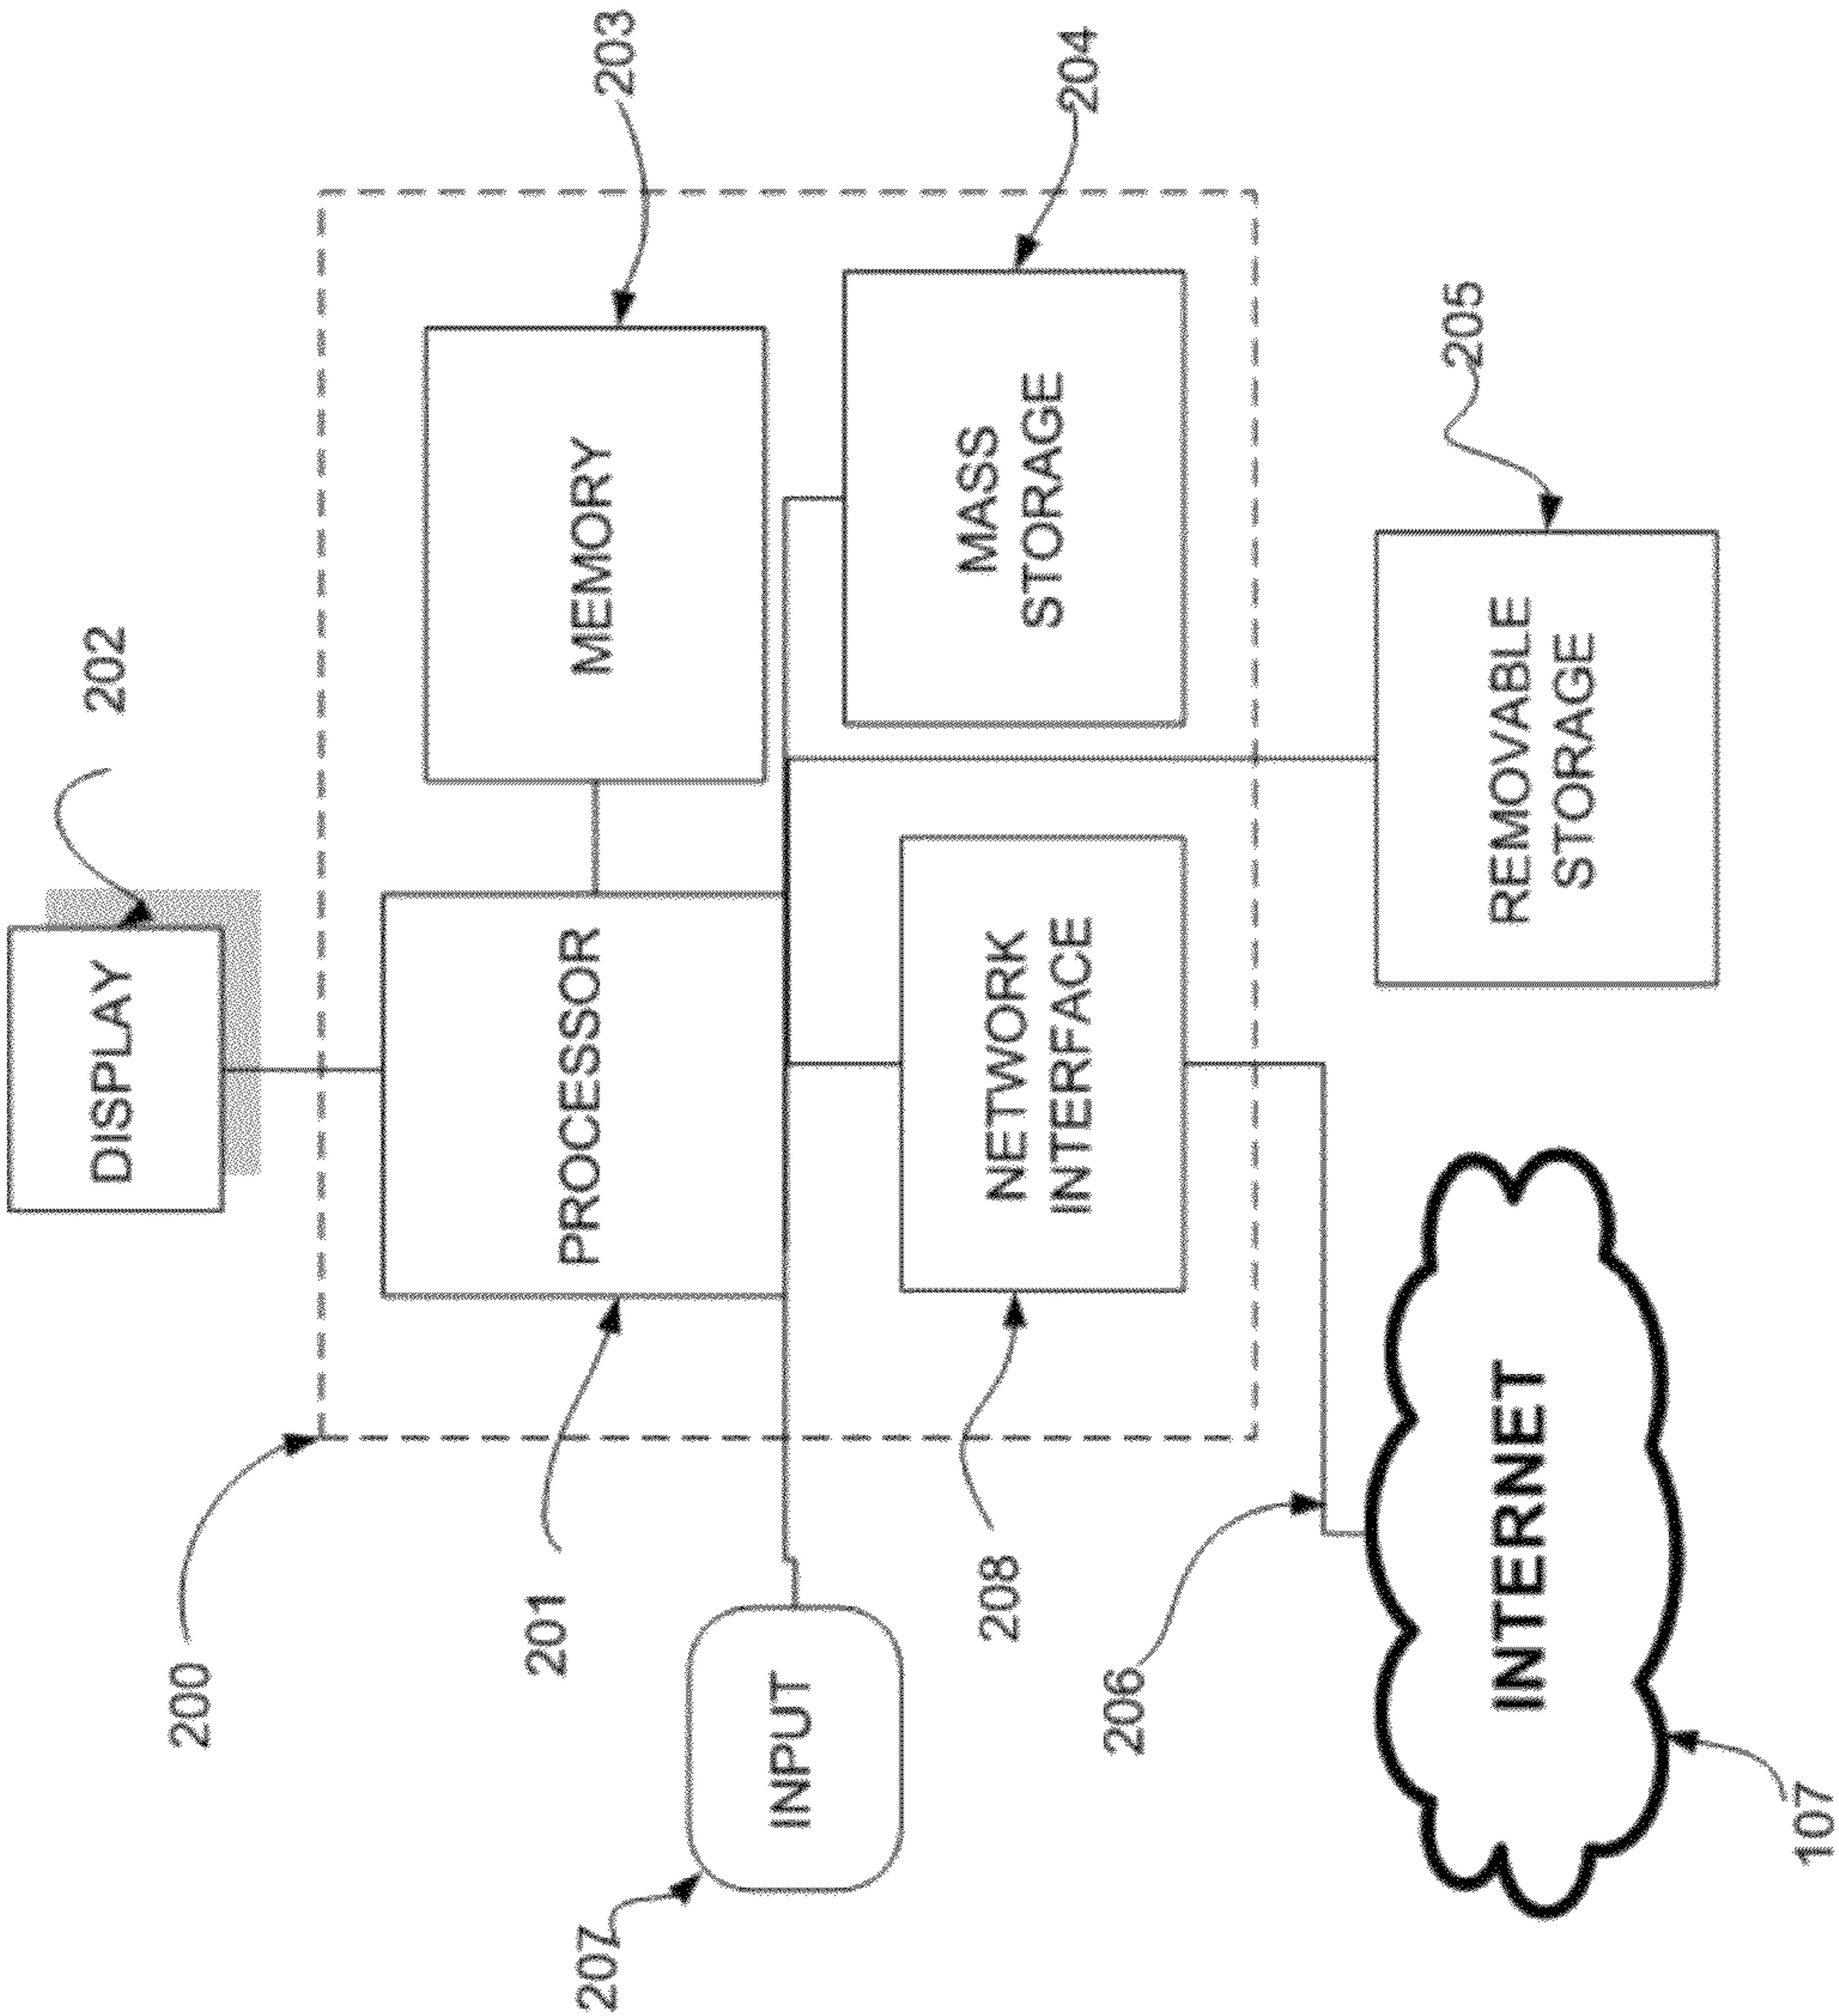 DISPLAY
202
200
201
PROCESSOR
MEMORY
203
207
INPUT
208
NETWORK
INTERFACE
MASS
STORAGE
204
206
205
INTERNET
REMOVABLE
STORAGE
107